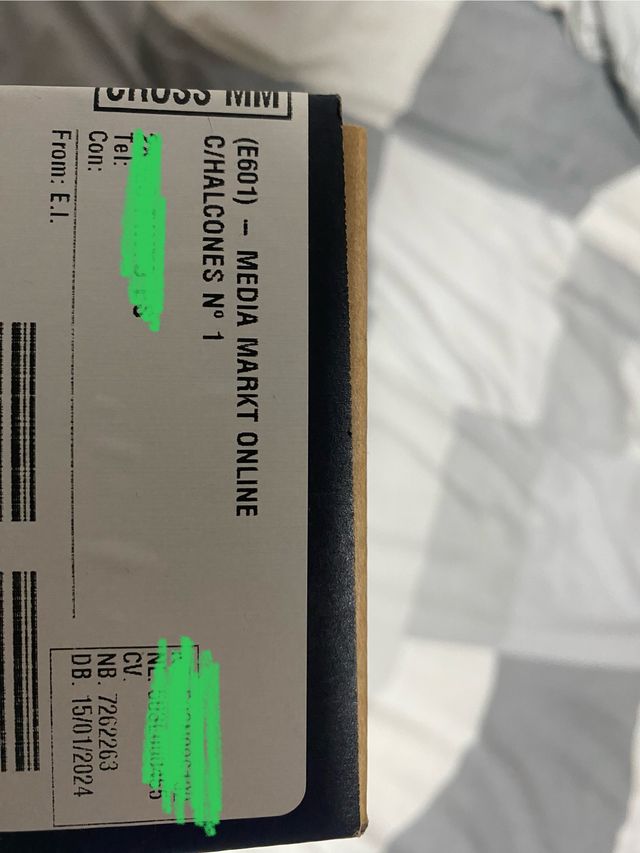 CROSS MM
(E601) – MEDIA MARKT ONLINE
C/HALCONES Nº 1
Tel:
Con:
From: E.I.
CV.
NB. 7262263
DB. 15/01/2024